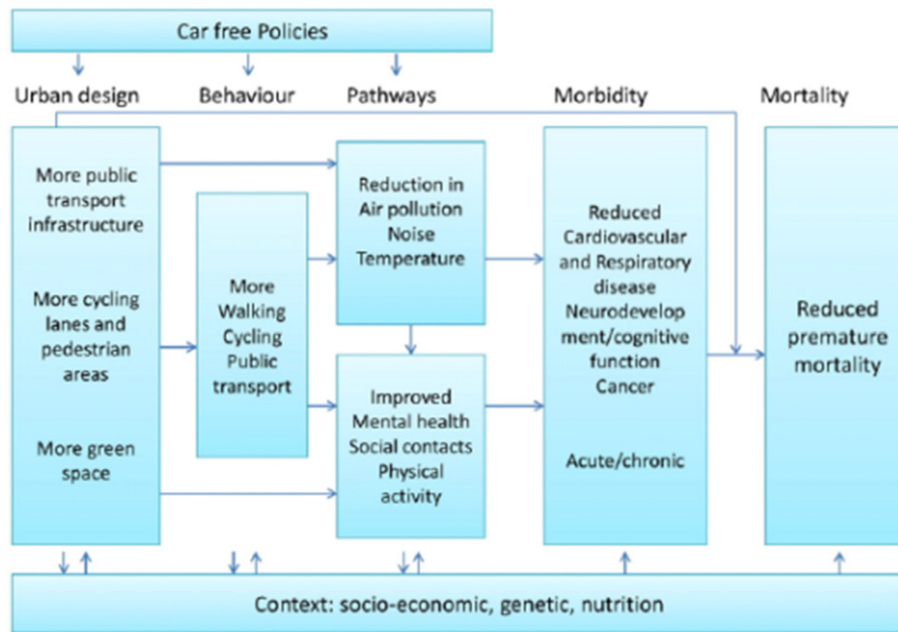 Car free Policies
Urban design
Behaviour
Pathways
Morbidity
Mortality
More public
transport
infrastructure
More cycling
lanes and
pedestrian
areas
More green
space
More
Walking
Cycling
Public
transport
Reduction in
Air pollution
Noise
Temperature
Improved
Mental health
Social contacts
Physical
activity
Reduced
Cardiovascular
and Respiratory
disease
Neurodevelop
ment/cognitive
function
Cancer
Acute/chronic
Reduced
premature
mortality
Context: socio-economic, genetic, nutrition